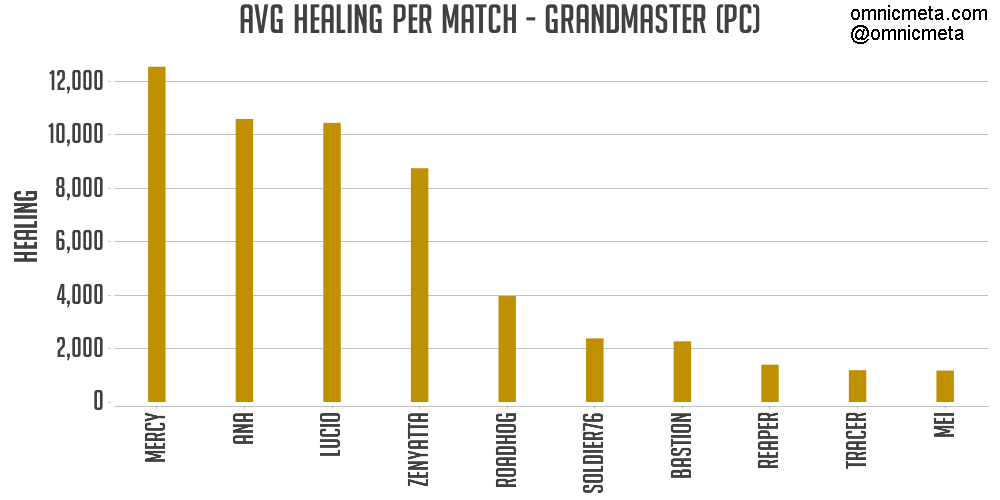 AVG HEALING PER MATCH - GRANDMASTER (PC)
omnicmeta.com
@omnicmeta
HEALING
12,000
10,000
8,000
6,000
4,000
2,000
0
MERCY
ANA
LUCIO
ZENYATTA
ROADHOG
SOLDIER76
BASTION
REAPER
TRACER
MEI